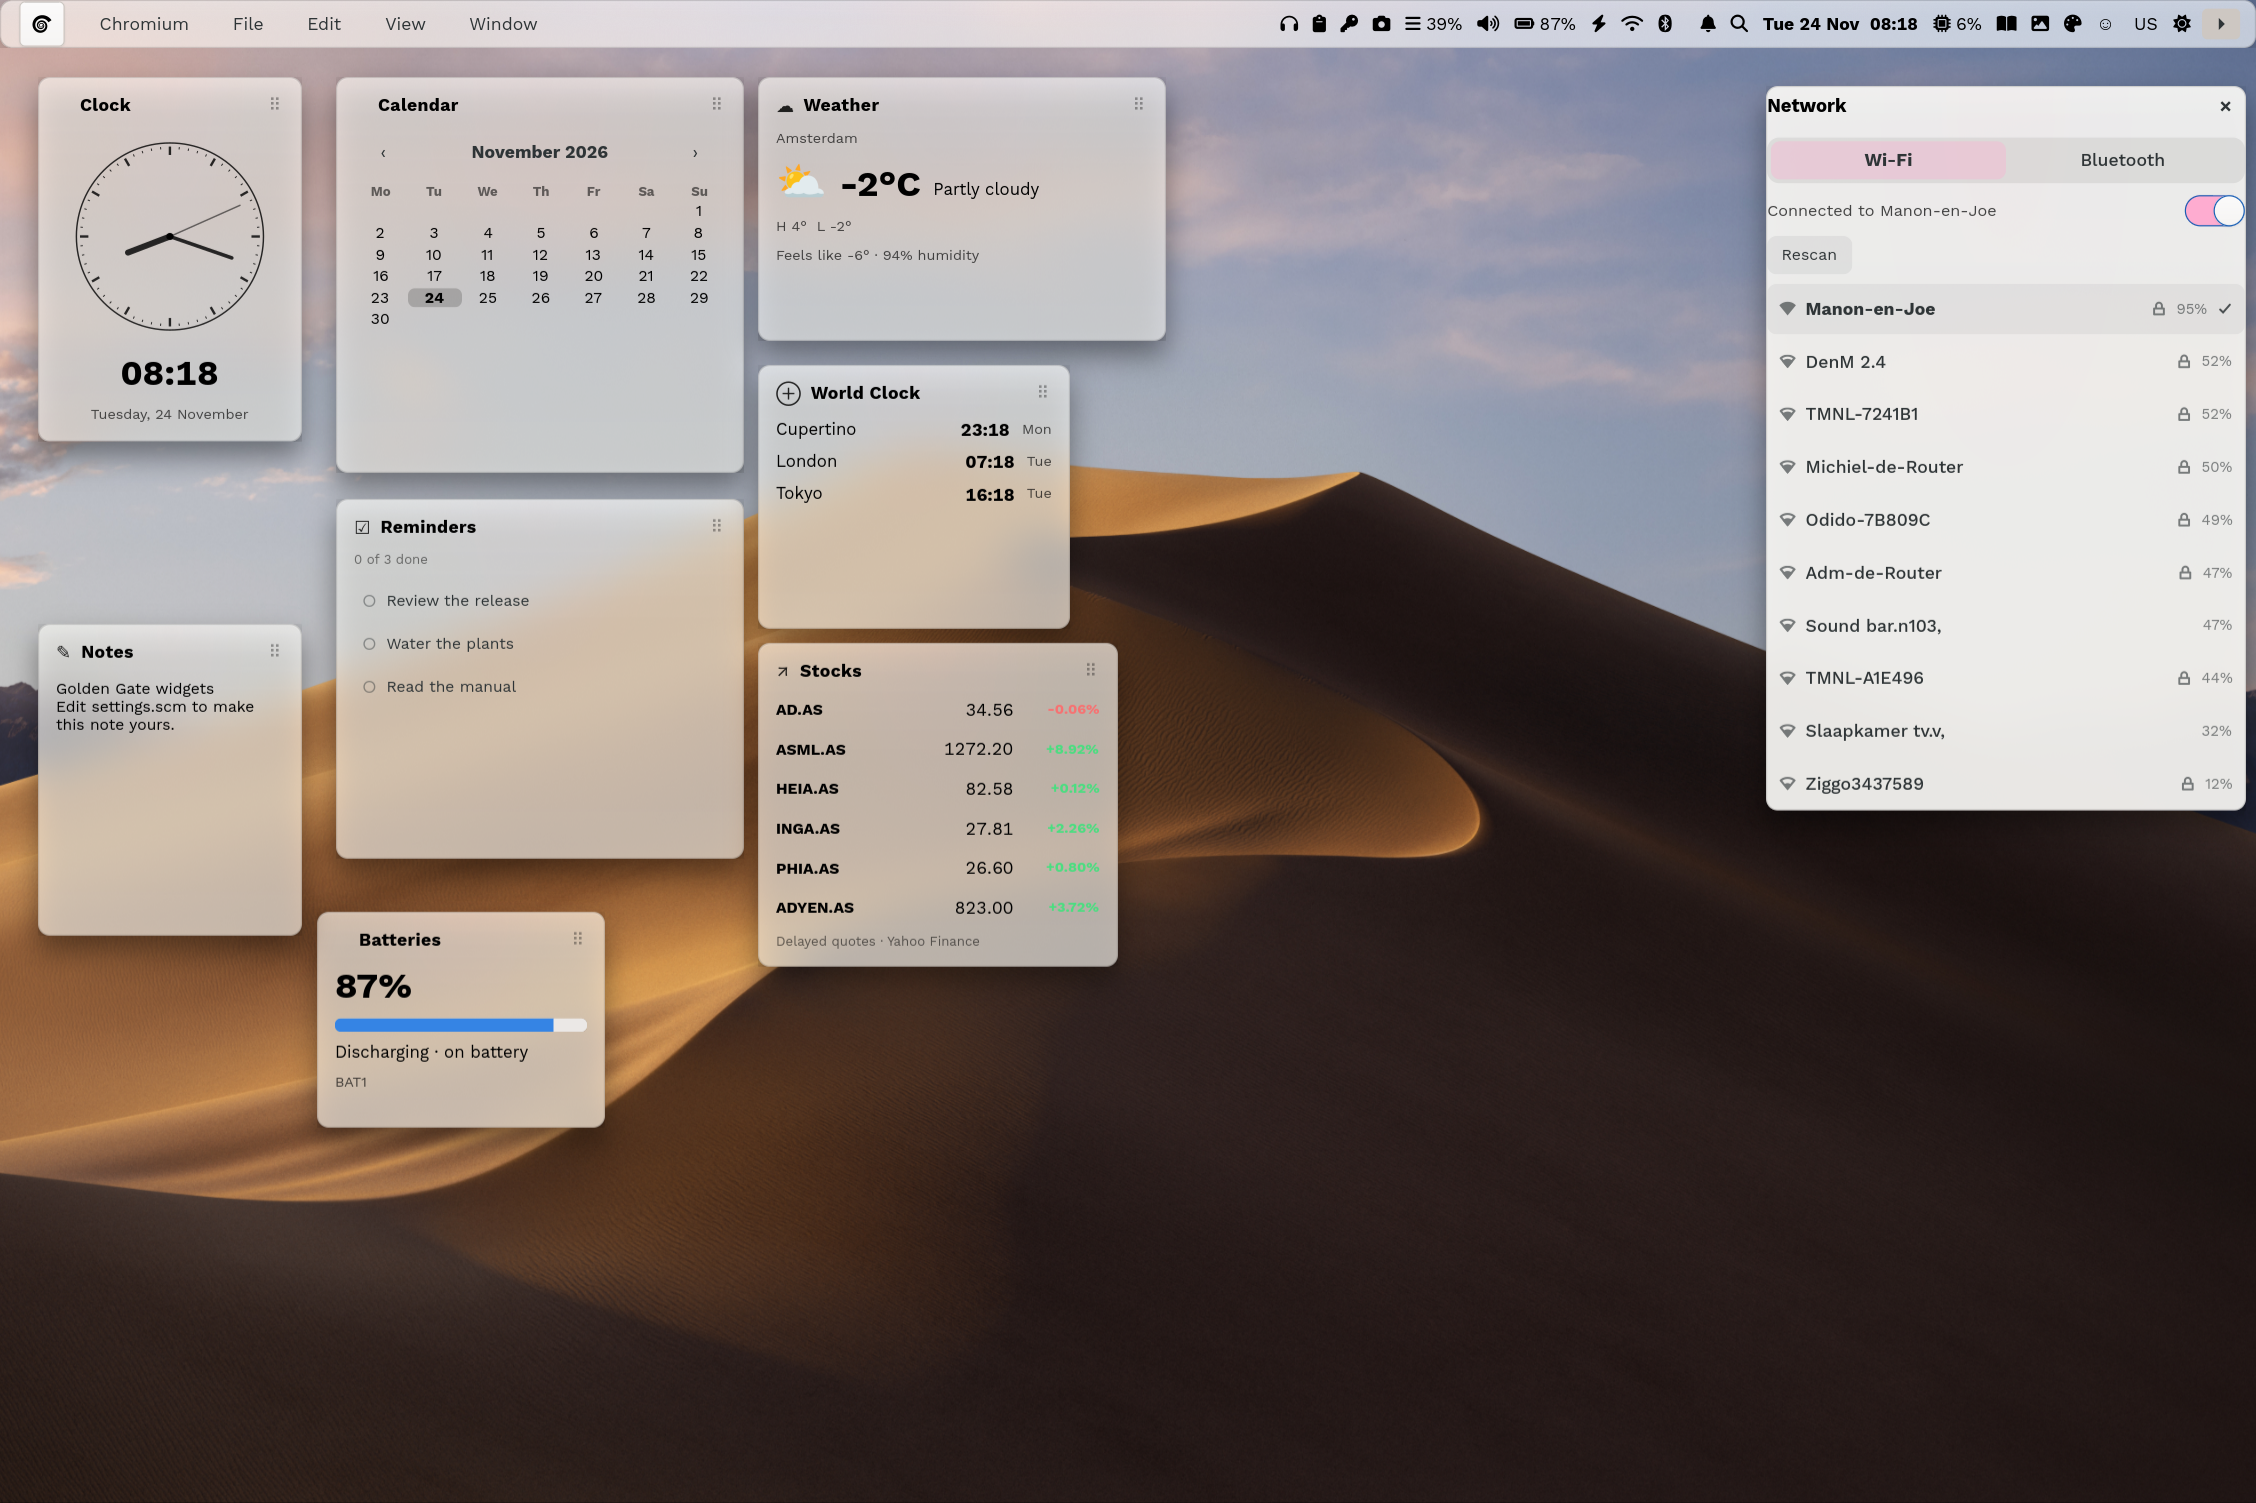 Chromium File Edit View Window 39% 87% Tue 24 Nov 08:18 6% US
Clock
08:18
Tuesday, 24 November
Calendar
‹ November 2026 ›
Mo Tu We Th Fr Sa Su
1
2 3 4 5 6 7 8
9 10 11 12 13 14 15
16 17 18 19 20 21 22
23 24 25 26 27 28 29
30
Weather
Amsterdam
-2°C Partly cloudy
H 4° L -2°
Feels like -6° · 94% humidity
World Clock
Cupertino 23:18 Mon
London 07:18 Tue
Tokyo 16:18 Tue
Reminders
0 of 3 done
Review the release
Water the plants
Read the manual
Notes
Golden Gate widgets
Edit settings.scm to make
this note yours.
Stocks
AD.AS 34.56 -0.06%
ASML.AS 1272.20 +8.92%
HEIA.AS 82.58 +0.12%
INGA.AS 27.81 +2.26%
PHIA.AS 26.60 +0.80%
ADYEN.AS 823.00 +3.72%
Delayed quotes · Yahoo Finance
Batteries
87%
Discharging · on battery
BAT1
Network ×
Wi-Fi Bluetooth
Connected to Manon-en-Joe
Rescan
Manon-en-Joe 95%
DenM 2.4 52%
TMNL-7241B1 52%
Michiel-de-Router 50%
Odido-7B809C 49%
Adm-de-Router 47%
Sound bar.n103, 47%
TMNL-A1E496 44%
Slaapkamer tv.v, 32%
Ziggo3437589 12%